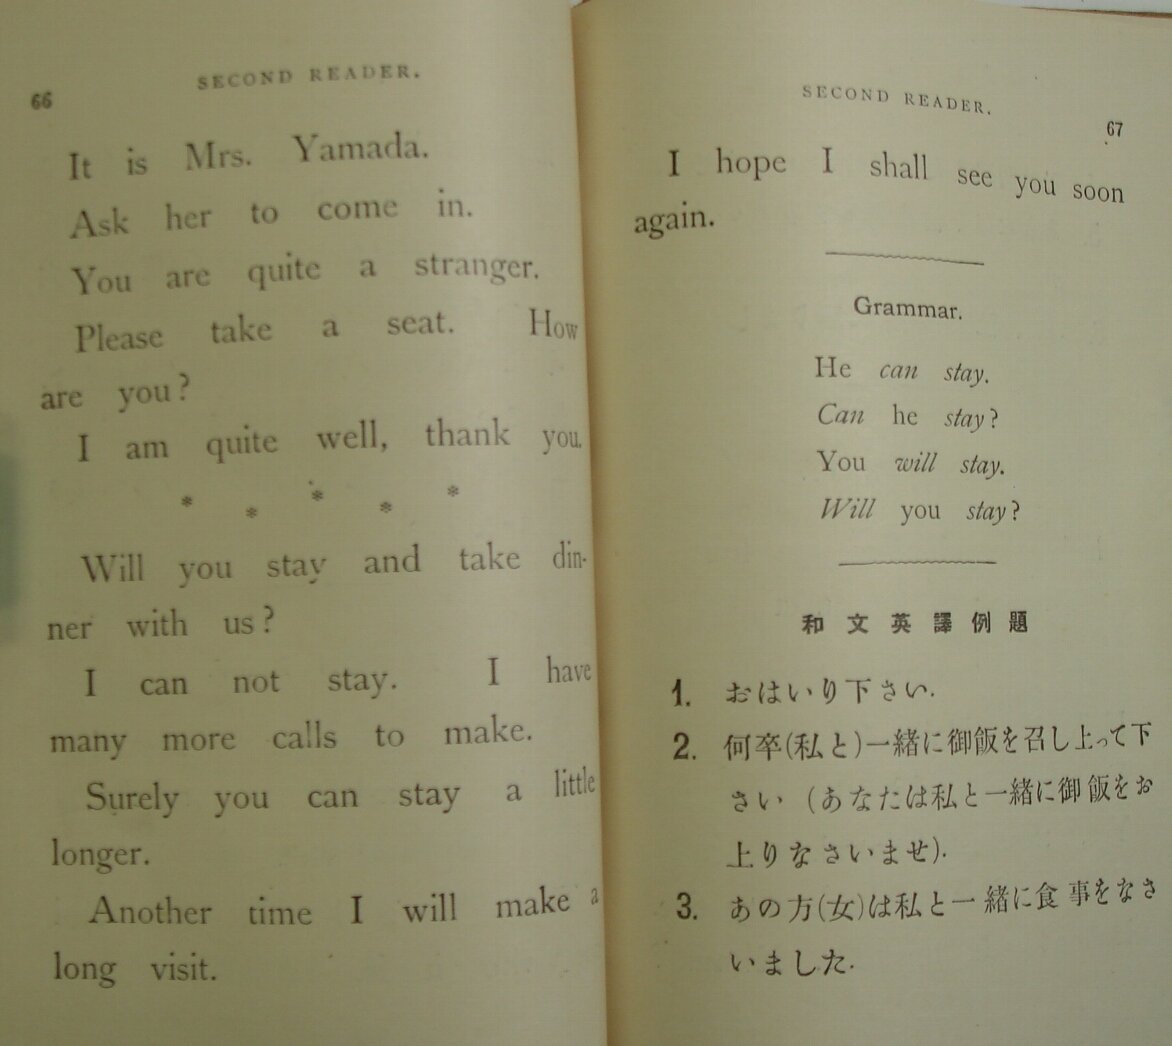 66
SECOND READER.
It is Mrs. Yamada.
Ask her to come in.
You are quite a stranger.
Please take a seat. How
are you?
I am quite well, thank you.
* * * * *
Will you stay and take din-
ner with us?
I can not stay. I have
many more calls to make.
Surely you can stay a little
longer.
Another time I will make a
long visit.
SECOND READER.
67
I hope I shall see you soon
again.
Grammar.
He can stay.
Can he stay?
You will stay.
Will you stay?
和文英譯例題
1. おはいり下さい.
2. 何卒(私と)一緒に御飯を召し上って下
さい (あなたは私と一緒に御飯をお
上りなさいませ).
3. あの方(女)は私と一緒に食事をなさ
いました.